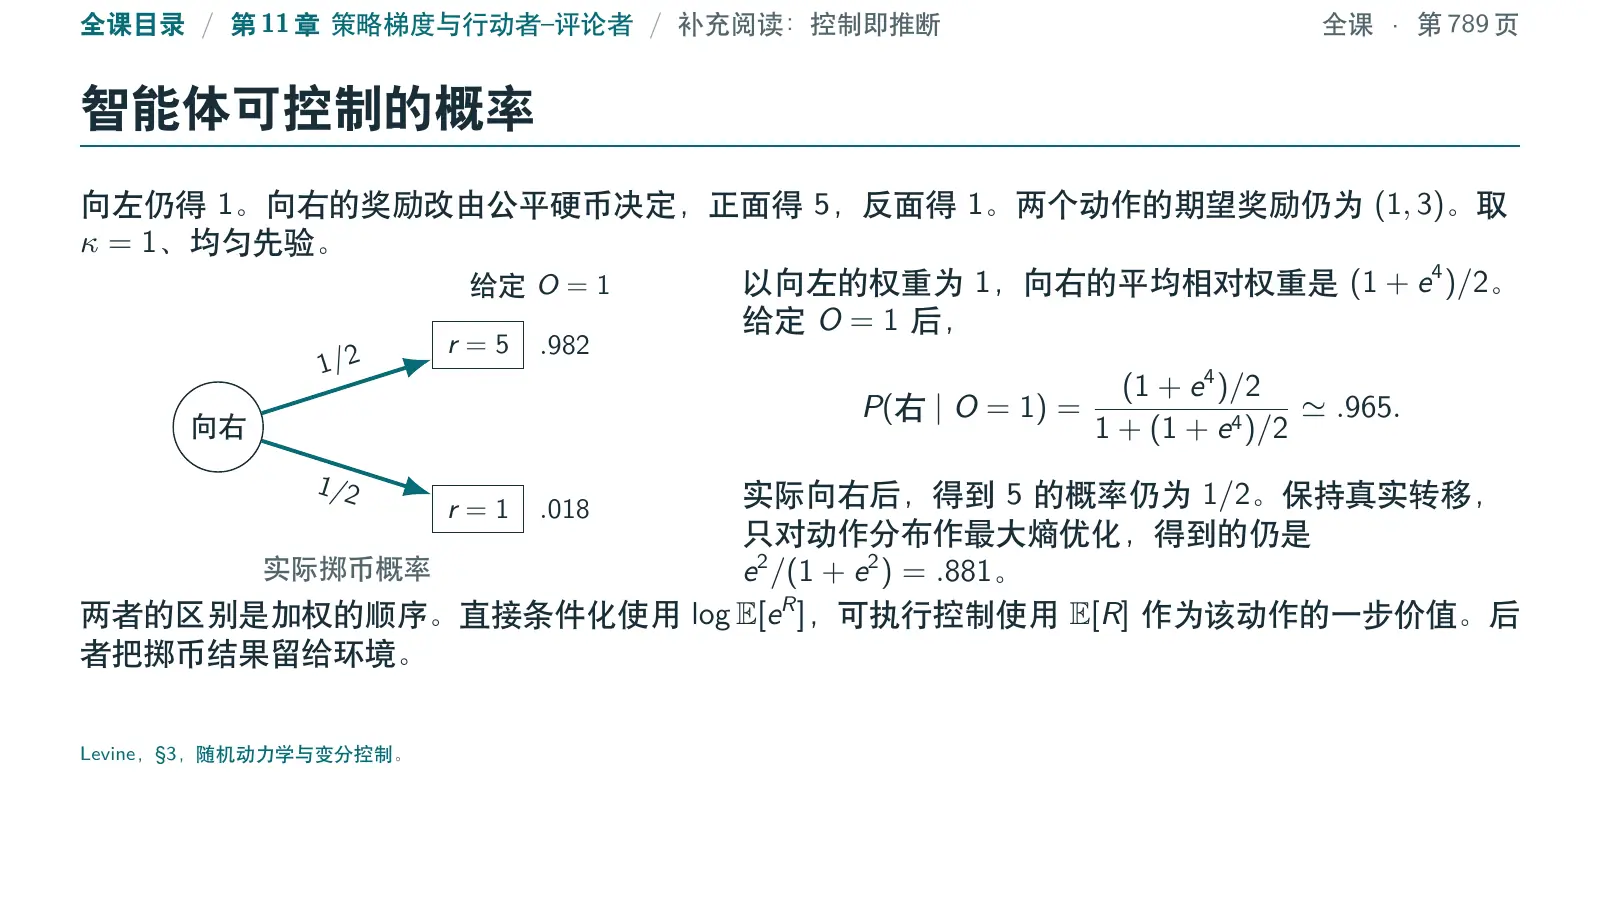 全课目录 / 第 11 章 策略梯度与行动者–评论者 / 补充阅读：控制即推断
全课 · 第 789 页
智能体可控制的概率
向左仍得 1。向右的奖励改由公平硬币决定，正面得 5，反面得 1。两个动作的期望奖励仍为 (1, 3)。取
κ = 1、均匀先验。
给定 O = 1
1/2
r = 5 .982
向右
1/2
r = 1 .018
实际掷币概率
以向左的权重为 1，向右的平均相对权重是 (1 + e⁴)/2。
给定 O = 1 后，
P(右 | O = 1) = (1 + e⁴)/2 / 1 + (1 + e⁴)/2 ≃ .965.
实际向右后，得到 5 的概率仍为 1/2。保持真实转移，
只对动作分布作最大熵优化，得到的仍是
e²/(1 + e²) = .881。
两者的区别是加权的顺序。直接条件化使用 log 𝔼[eᴿ]，可执行控制使用 𝔼[R] 作为该动作的一步价值。后
者把掷币结果留给环境。
Levine，§3，随机动力学与变分控制。